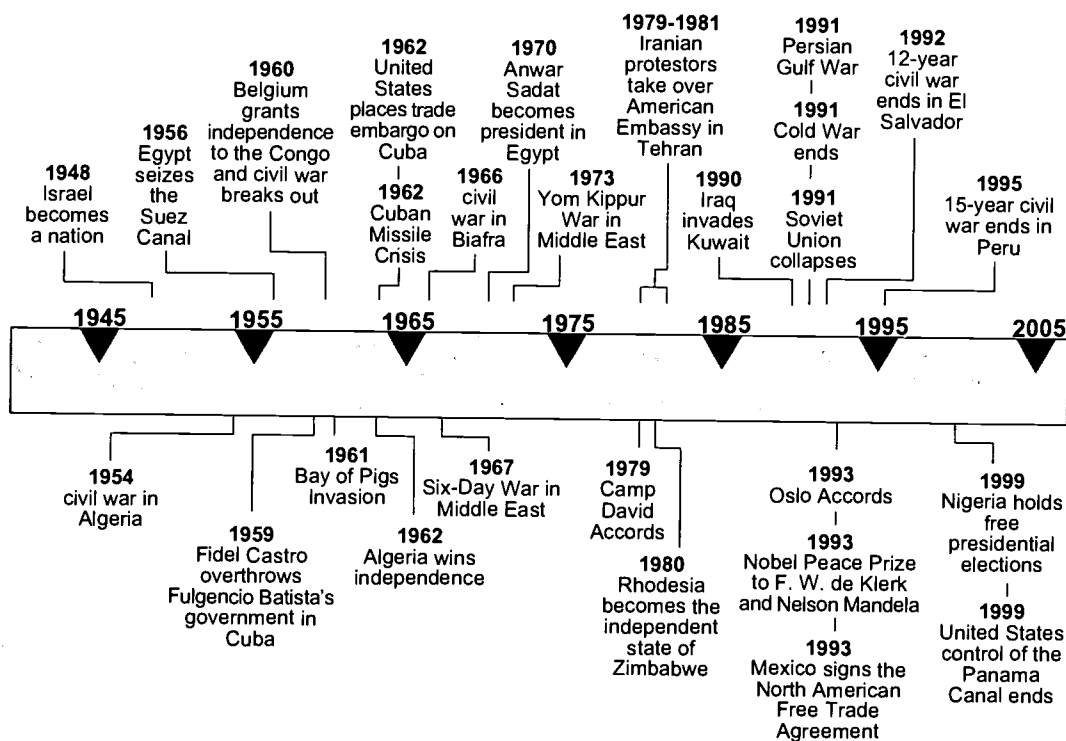 1948
Israel
becomes
a nation
1956
Egypt
seizes
the
Suez
Canal
1960
Belgium
grants
independence
to the Congo
and civil war
breaks out
1962
United
States
places trade
embargo on
Cuba
1962
Cuban
Missile
Crisis
1966
civil
war in
Biafra
1970
Anwar
Sadat
becomes
president in
Egypt
1973
Yom Kippur
War in
Middle East
1979-1981
Iranian
protestors
take over
American
Embassy in
Tehran
1990
Iraq
invades
Kuwait
1991
Persian
Gulf War
1991
Cold War
ends
1991
Soviet
Union
collapses
1992
12-year
civil war
ends in El
Salvador
1995
15-year civil
war ends in
Peru
1945 1955 1965 1975 1985 1995 2005
1954
civil war in
Algeria
1959
Fidel Castro
overthrows
Fulgencio Batista's
government in
Cuba
1961
Bay of Pigs
Invasion
1962
Algeria wins
independence
1967
Six-Day War in
Middle East
1979
Camp
David
Accords
1980
Rhodesia
becomes the
independent
state of
Zimbabwe
1993
Oslo Accords
1993
Nobel Peace Prize
to F. W. de Klerk
and Nelson Mandela
1993
Mexico signs the
North American
Free Trade
Agreement
1999
Nigeria holds
free
presidential
elections
1999
United States
control of the
Panama
Canal ends